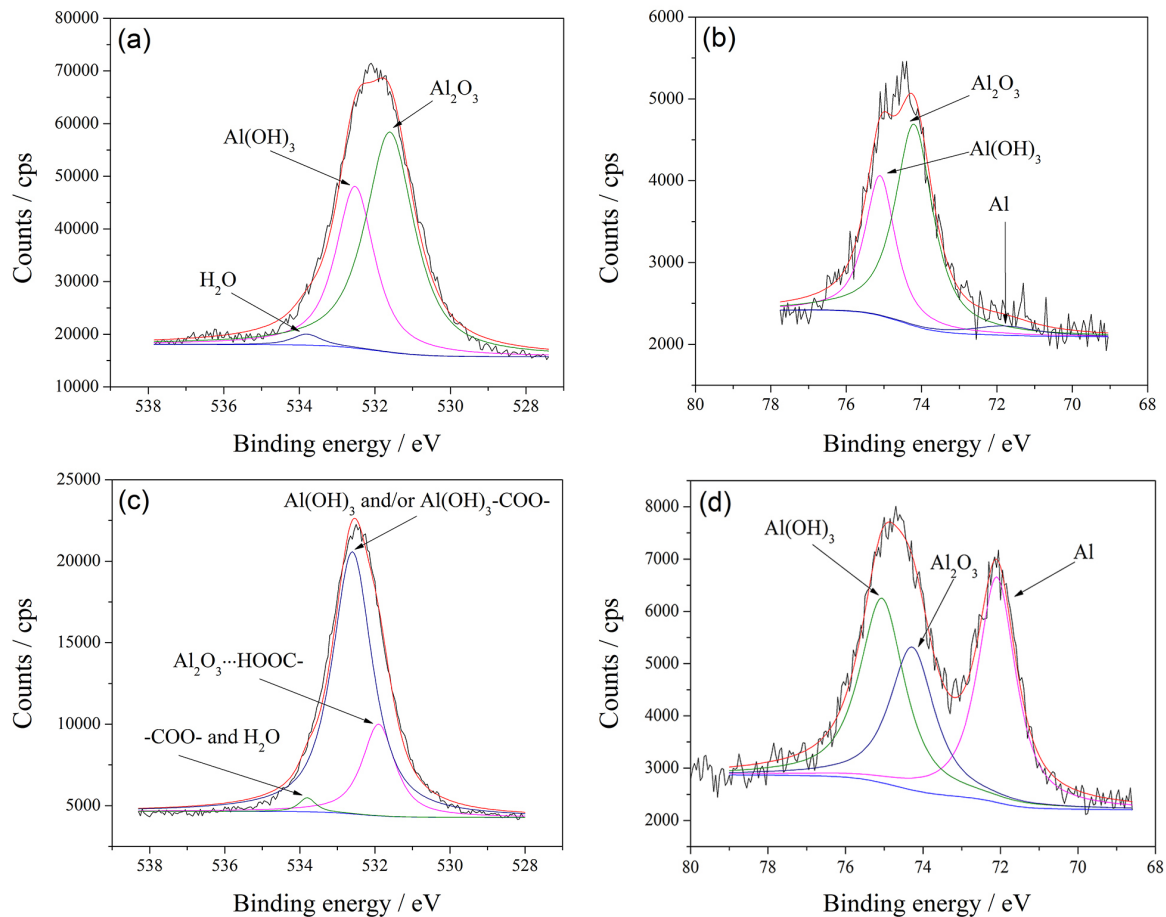 (a)
80000
70000
60000
50000
40000
30000
20000
10000
Counts / cps
Al₂O₃
Al(OH)₃
H₂O
538 536 534 532 530 528
Binding energy / eV
(b)
6000
5000
4000
3000
2000
Counts / cps
Al₂O₃
Al(OH)₃
Al
80 78 76 74 72 70 68
Binding energy / eV
(c)
25000
20000
15000
10000
5000
Counts / cps
Al(OH)₃ and/or Al(OH)₃-COO-
Al₂O₃···HOOC-
-COO- and H₂O
538 536 534 532 530 528
Binding energy / eV
(d)
8000
7000
6000
5000
4000
3000
2000
Counts / cps
Al(OH)₃
Al₂O₃
Al
80 78 76 74 72 70 68
Binding energy / eV